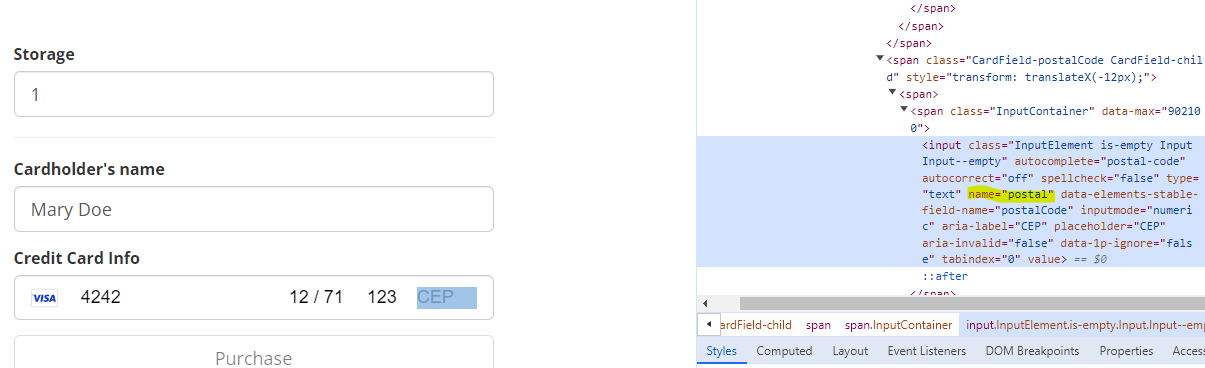 Storage
1
Cardholder's name
Mary Doe
Credit Card Info
VISA 4242 12 / 71 123 CEP
Purchase
</span>
</span>
</span>
<span class="CardField-postalCode CardField-chil
d" style="transform: translateX(-12px);">
<span>
<span class="InputContainer" data-max="90210
0">
<input class="InputElement is-empty Input
Input--empty" autocomplete="postal-code"
autocorrect="off" spellcheck="false" type=
"text" name="postal" data-elements-stable-
field-name="postalCode" inputmode="numeri
c" aria-label="CEP" placeholder="CEP"
aria-invalid="false" data-1p-ignore="fals
e" tabindex="0" value> == $0
::after
</span>
ardField-child span span.InputContainer input.InputElement.is-empty.Input.Input--emp
Styles Computed Layout Event Listeners DOM Breakpoints Properties Access